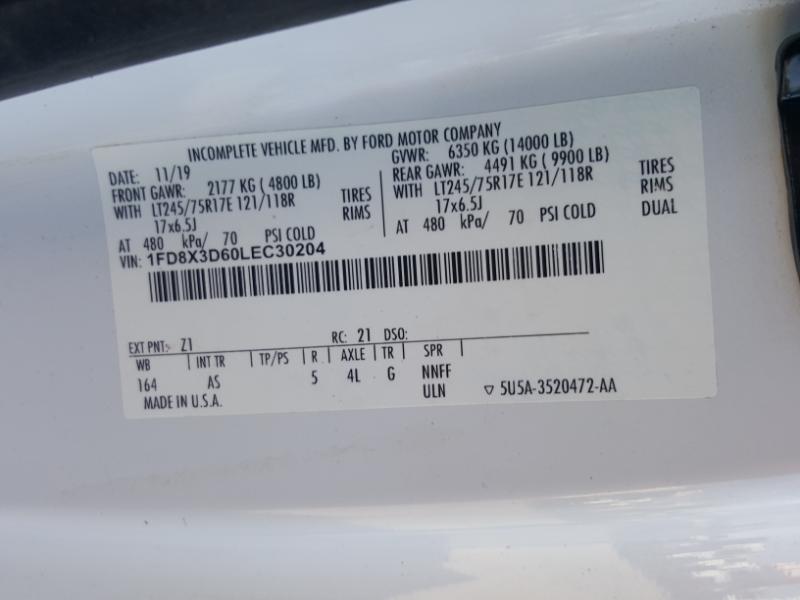 INCOMPLETE VEHICLE MFD. BY FORD MOTOR COMPANY
DATE: 11/19 GVWR: 6350 KG (14000 LB)
FRONT GAWR: 2177 KG (4800 LB) REAR GAWR: 4491 KG (9900 LB)
WITH LT245/75R17E 121/118R TIRES WITH LT245/75R17E 121/118R TIRES
17x6.5J RIMS 17x6.5J RIMS
AT 480 kPa/ 70 PSI COLD AT 480 kPa/ 70 PSI COLD DUAL
VIN: 1FD8X3D60LEC30204
EXT PNT: Z1 RC: 21 DSO:
WB INT TR TP/PS R AXLE TR SPR
164 AS 5 4L G NNFF
MADE IN U.S.A. ULN 5U5A-3520472-AA